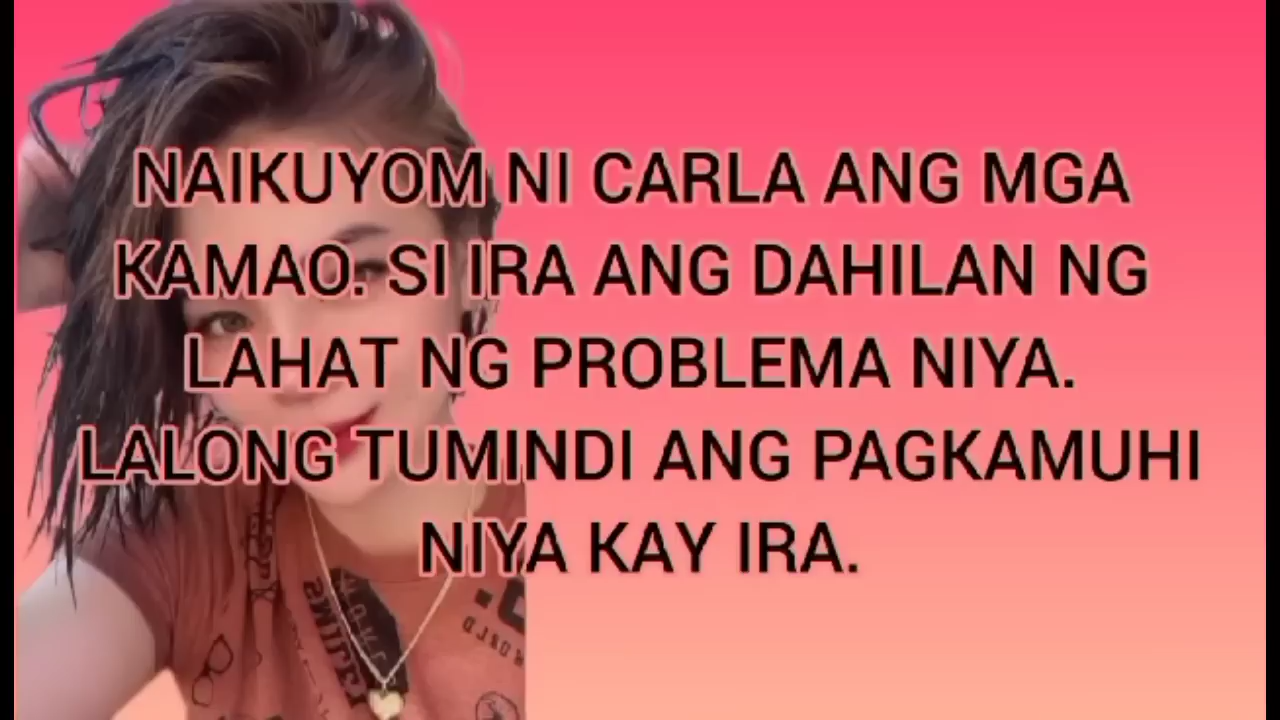 NAIKUYOM NI CARLA ANG MGA
KAMAO. SI IRA ANG DAHILAN NG
LAHAT NG PROBLEMA NIYA.
LALONG TUMINDI ANG PAGKAMUHI
NIYA KAY IRA.